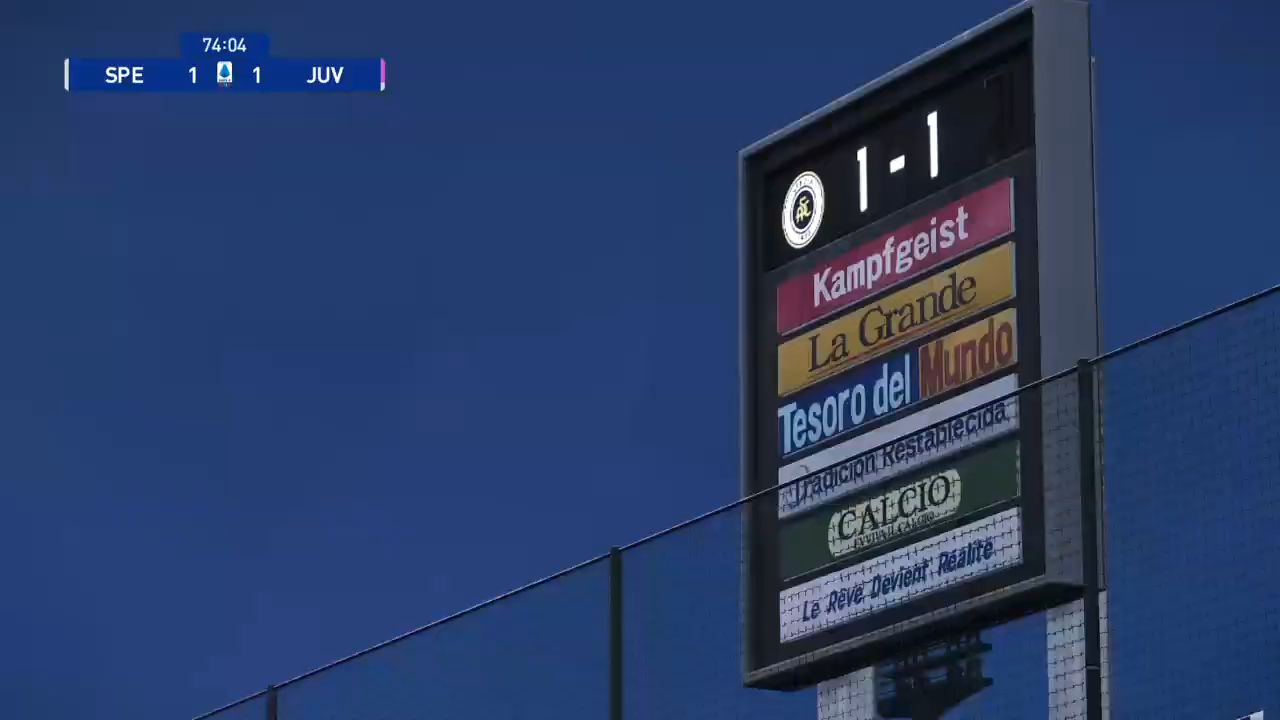 74:04
SPE 1 1 JUV
1 - 1
Kampfgeist
La Grande
Tesoro del Mundo
Tradición Restablecida
CALCIO
Le Rêve Devient Réalité